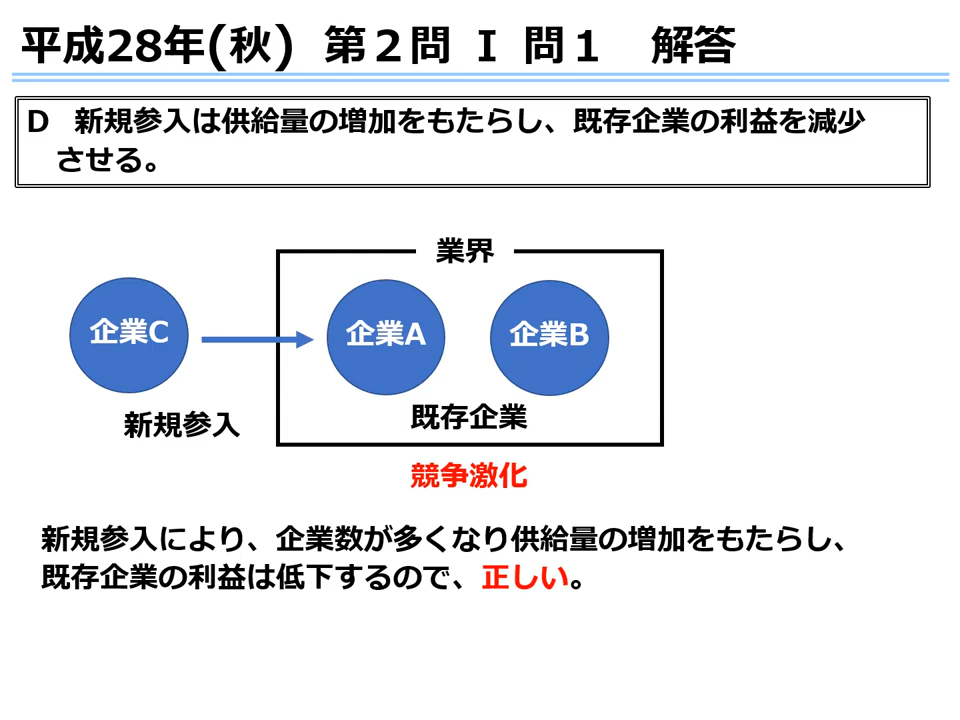 平成28年(秋) 第２問 Ⅰ 問１　解答
D 新規参入は供給量の増加をもたらし、既存企業の利益を減少
させる。
業界
企業C
企業A
企業B
新規参入
既存企業
競争激化
新規参入により、企業数が多くなり供給量の増加をもたらし、
既存企業の利益は低下するので、正しい。